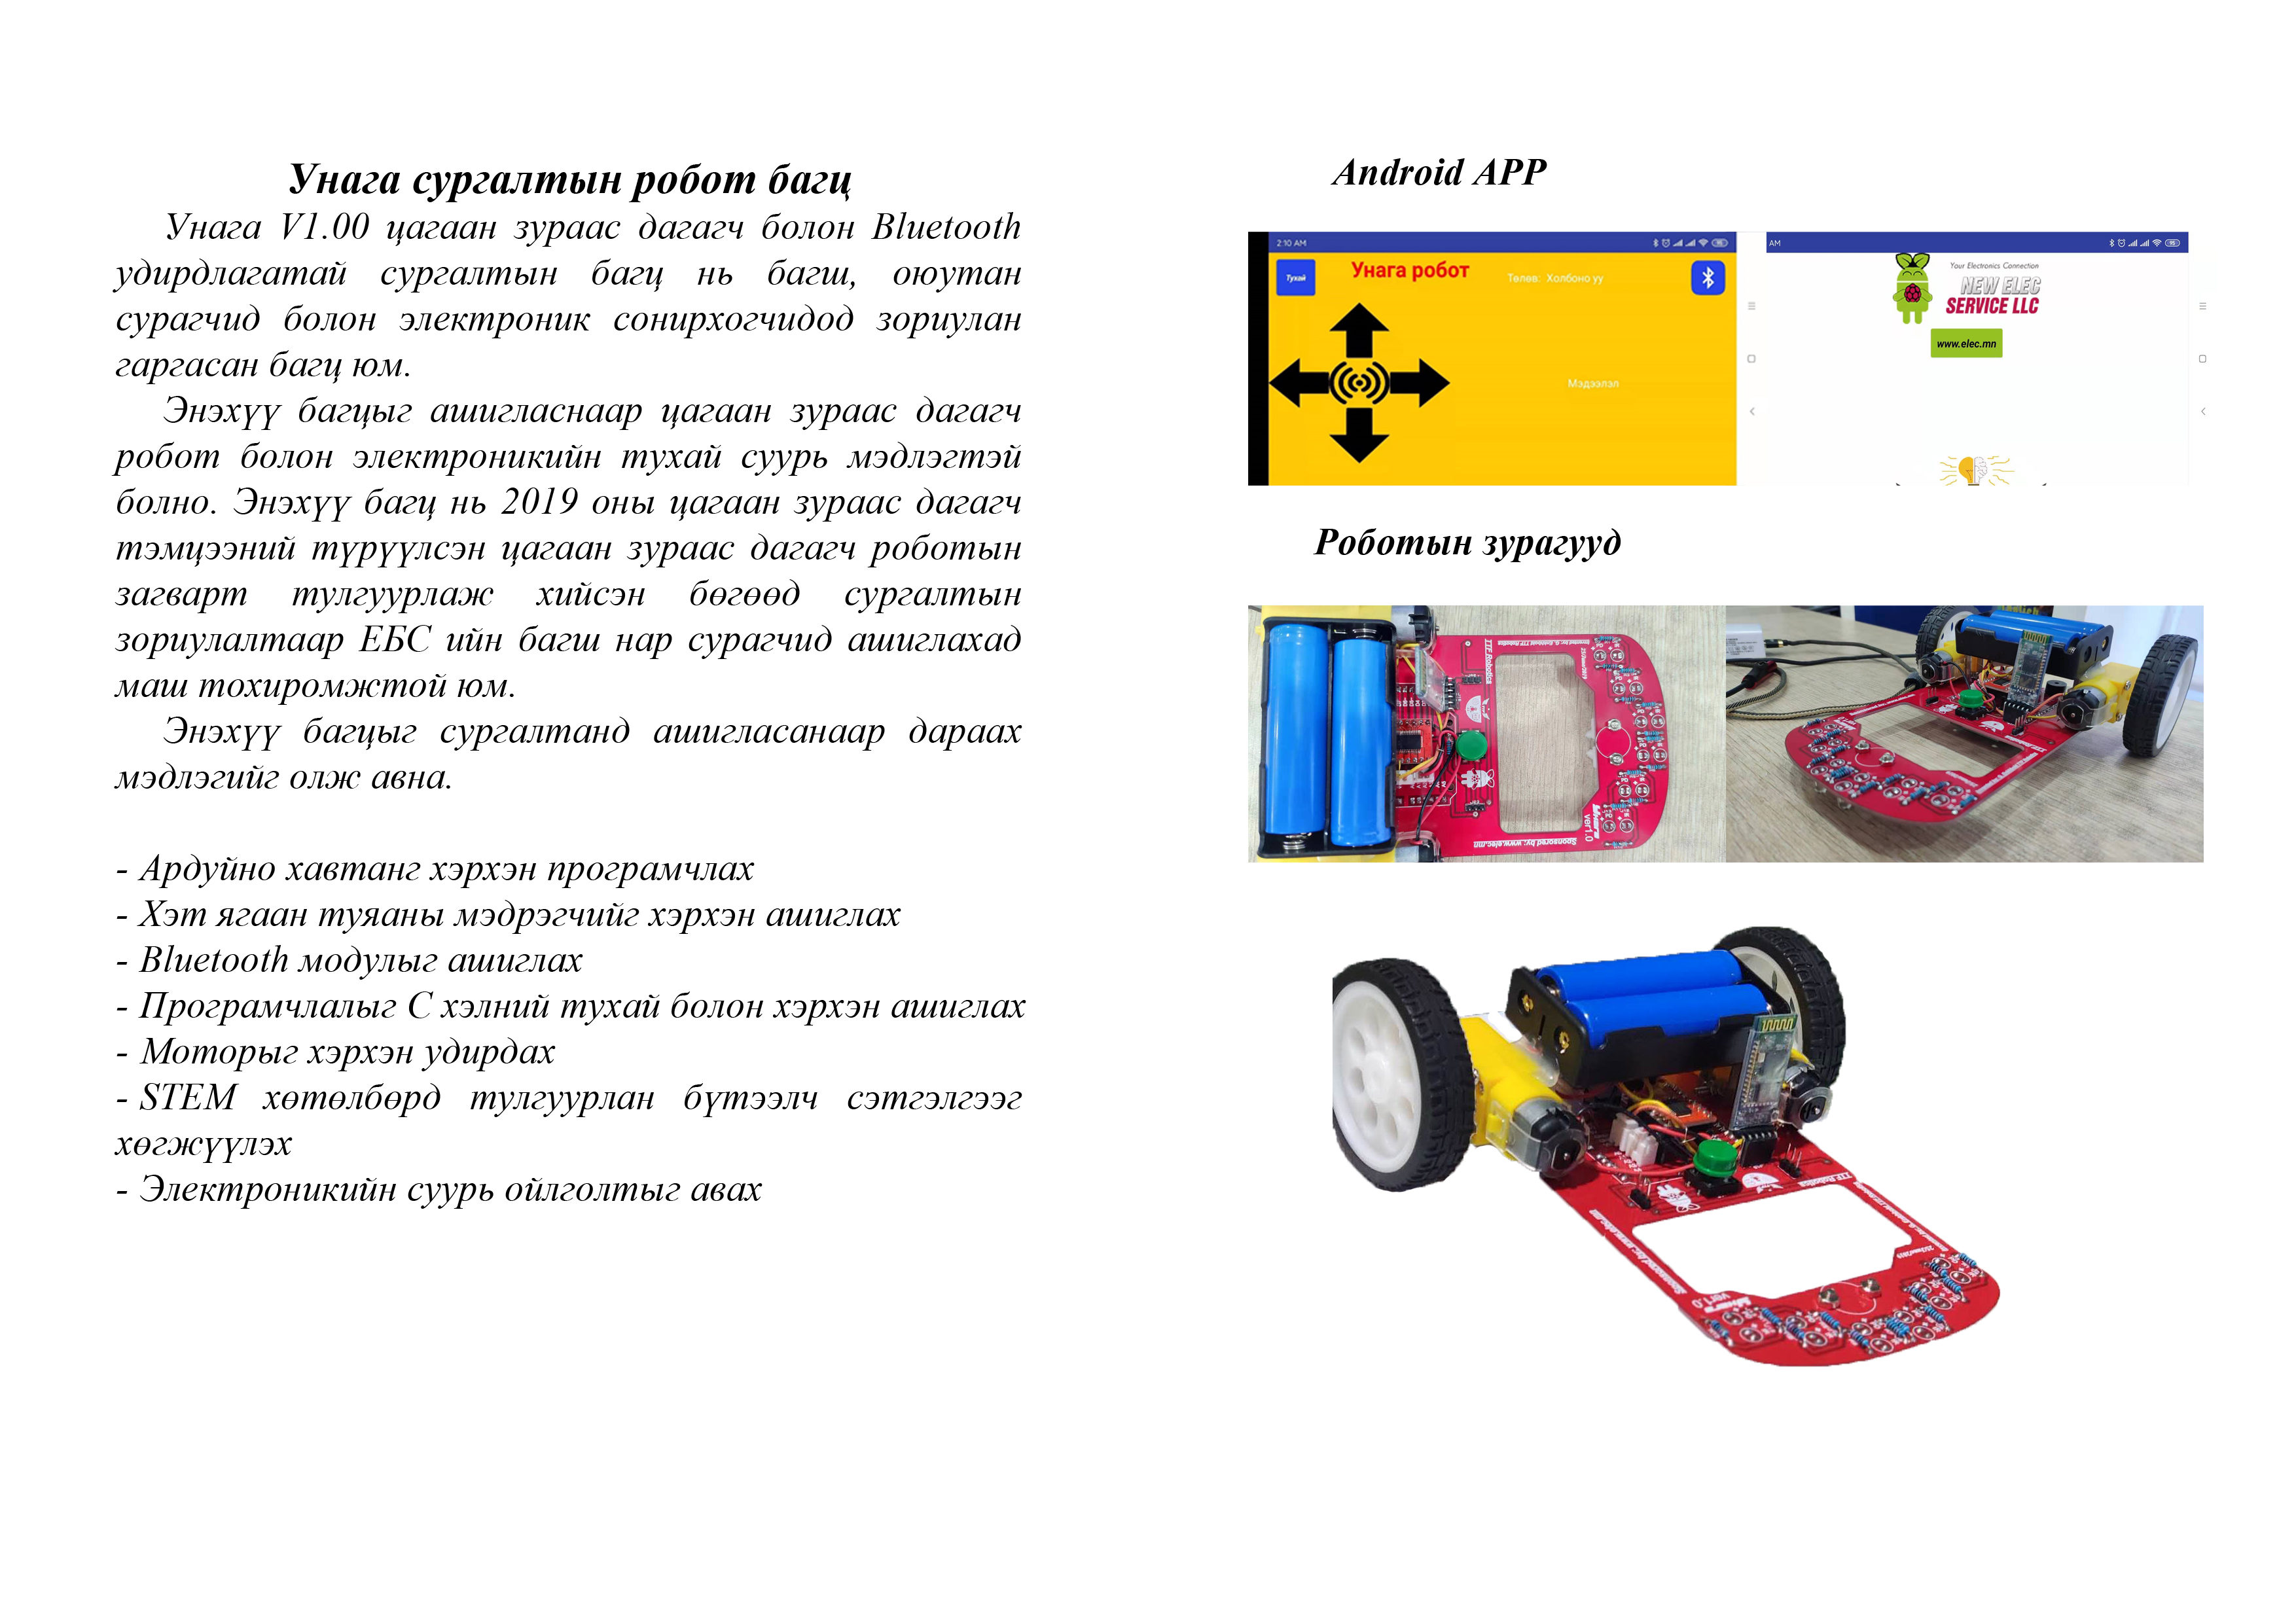 Унага сургалтын робот багц
Унага V1.00 цагаан зураас дагагч болон Bluetooth
удирдлагатай сургалтын багц нь багш, оюутан
сурагчид болон электроник сонирхогчидод зориулан
гаргасан багц юм.
Энэхүү багцыг ашигласнаар цагаан зураас дагагч
робот болон электроникийн тухай суурь мэдлэгтэй
болно. Энэхүү багц нь 2019 оны цагаан зураас дагагч
тэмцээний түрүүлсэн цагаан зураас дагагч роботын
загварт тулгуурлаж хийсэн бөгөөд сургалтын
зориулалтаар ЕБС ийн багш нар сурагчид ашиглахад
маш тохиромжтой юм.
Энэхүү багцыг сургалтанд ашигласанаар дараах
мэдлэгийг олж авна.
- Ардуйно хавтанг хэрхэн програмчлах
- Хэт ягаан туяаны мэдрэгчийг хэрхэн ашиглах
- Bluetooth модулыг ашиглах
- Програмчлалыг C хэлний тухай болон хэрхэн ашиглах
- Моторыг хэрхэн удирдах
- STEM хөтөлбөрд тулгуурлан бүтээлч сэтгэлгээг
хөгжүүлэх
- Электроникийн суурь ойлголтыг авах
Android APP
2:10 AM
Тухай
Унага робот
Төлөв: Холбоно уу
Мэдээлэл
AM
Your Electronics Connection
NEW ELEC
SERVICE LLC
www.elec.mn
Роботын зурагууд
ITF Robotics
ver1.0
Sponsored by: www.elec.mn
ver1.0